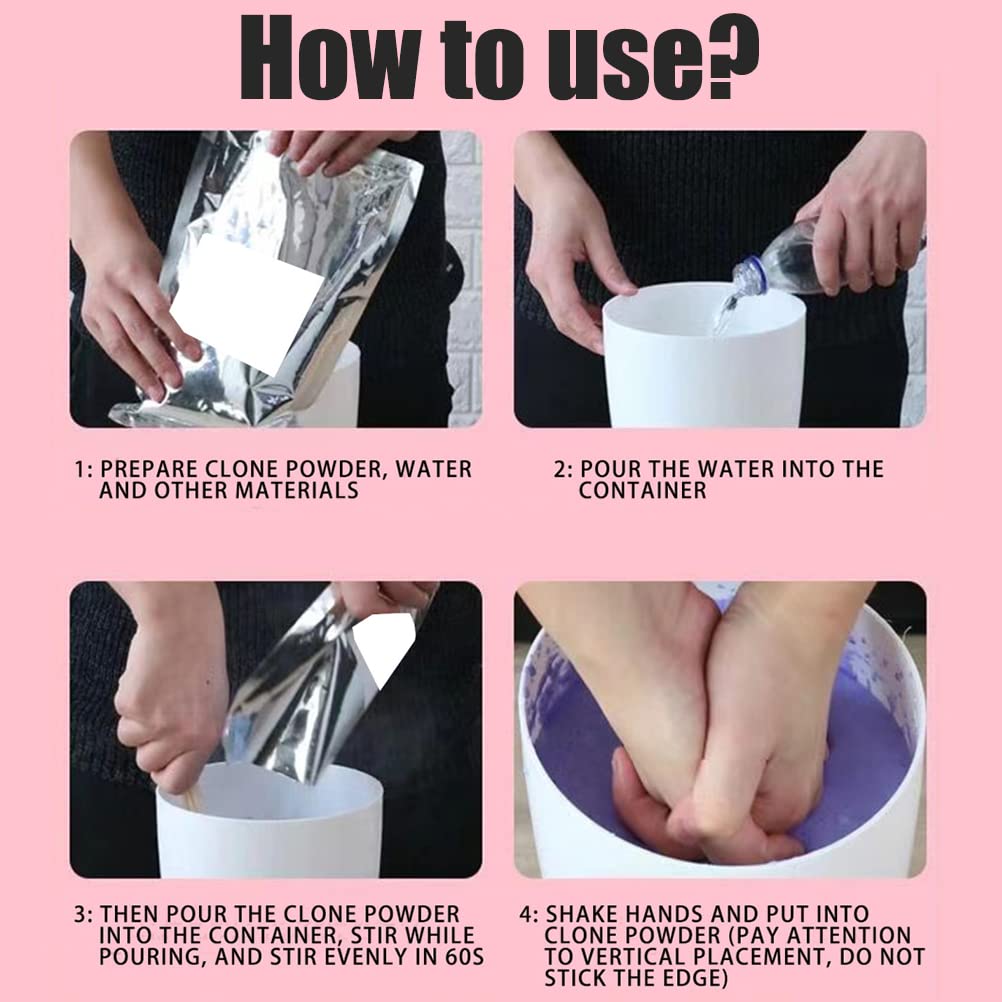 How to use?
1: PREPARE CLONE POWDER, WATER
AND OTHER MATERIALS
2: POUR THE WATER INTO THE
CONTAINER
3: THEN POUR THE CLONE POWDER
INTO THE CONTAINER, STIR WHILE
POURING, AND STIR EVENLY IN 60S
4: SHAKE HANDS AND PUT INTO
CLONE POWDER (PAY ATTENTION
TO VERTICAL PLACEMENT, DO NOT
STICK THE EDGE)